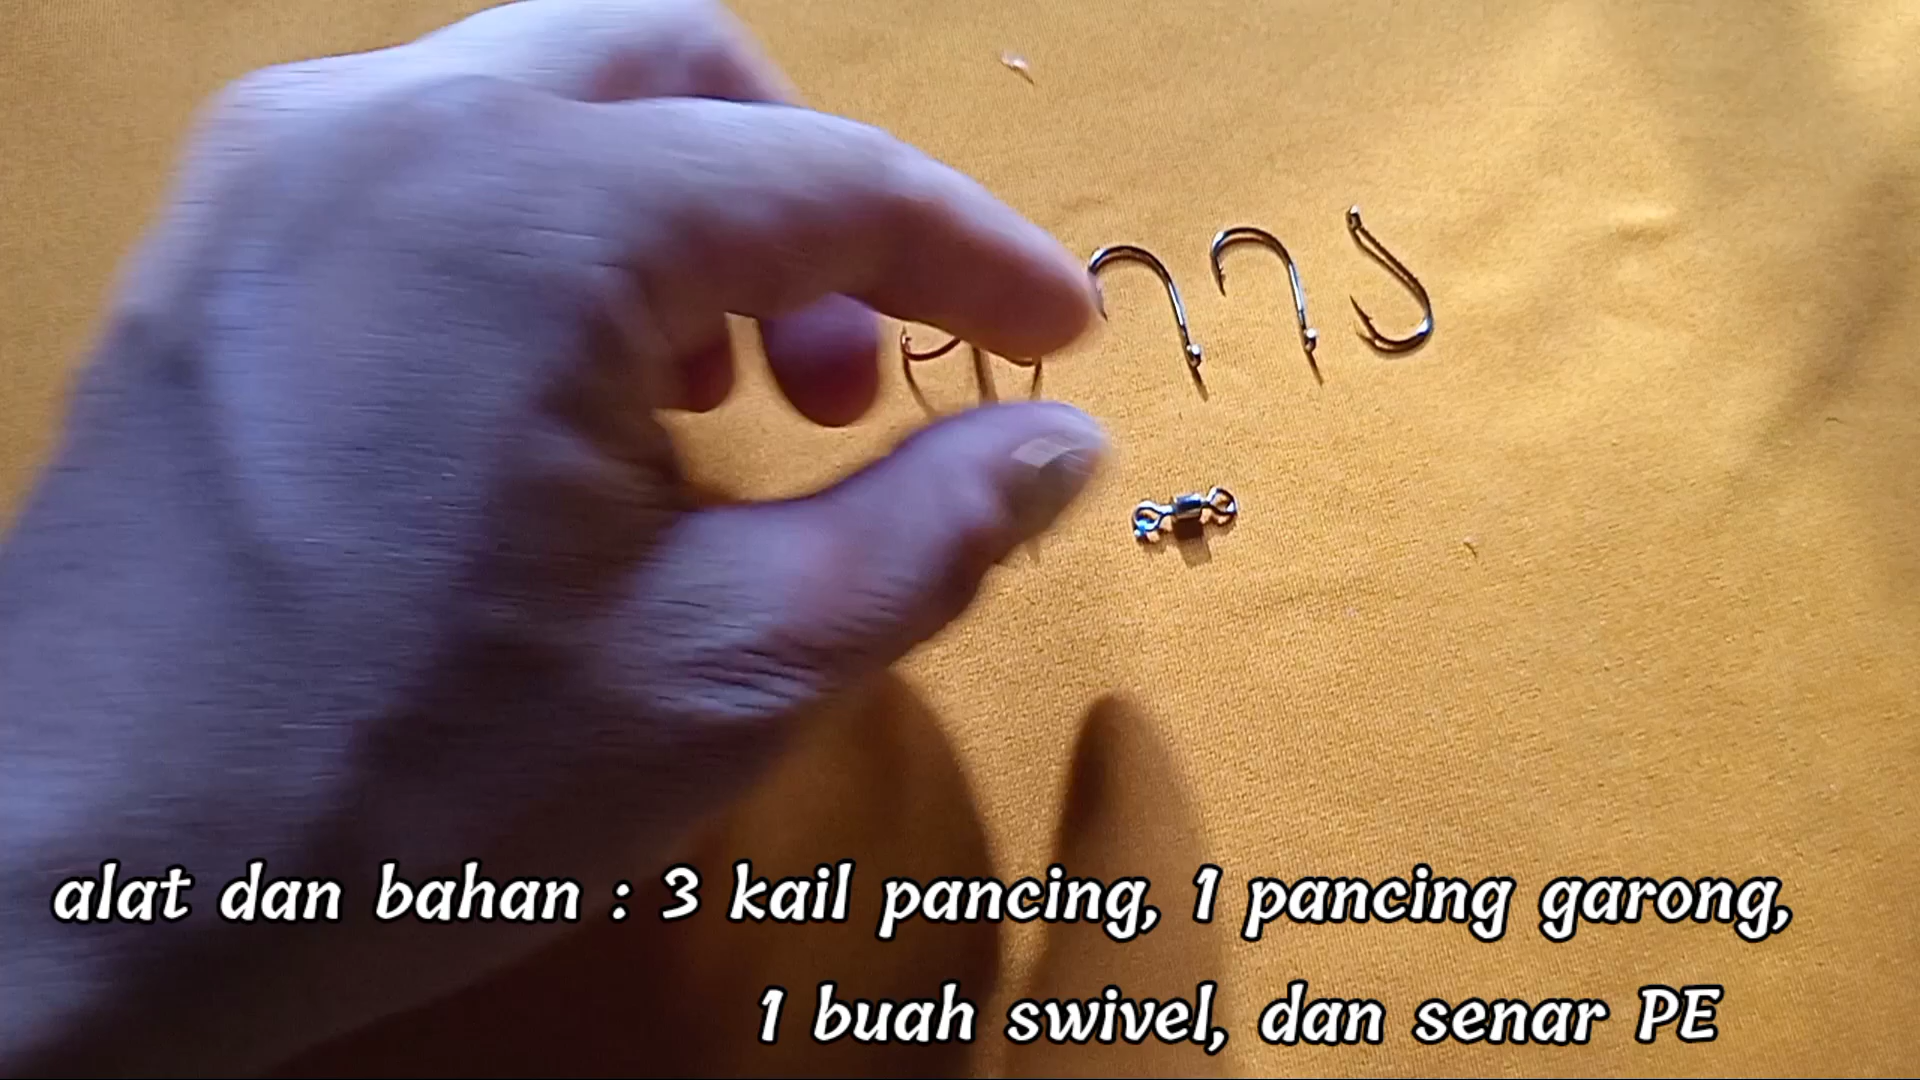 alat dan bahan : 3 kail pancing, 1 pancing garong,
1 buah swivel, dan senar PE